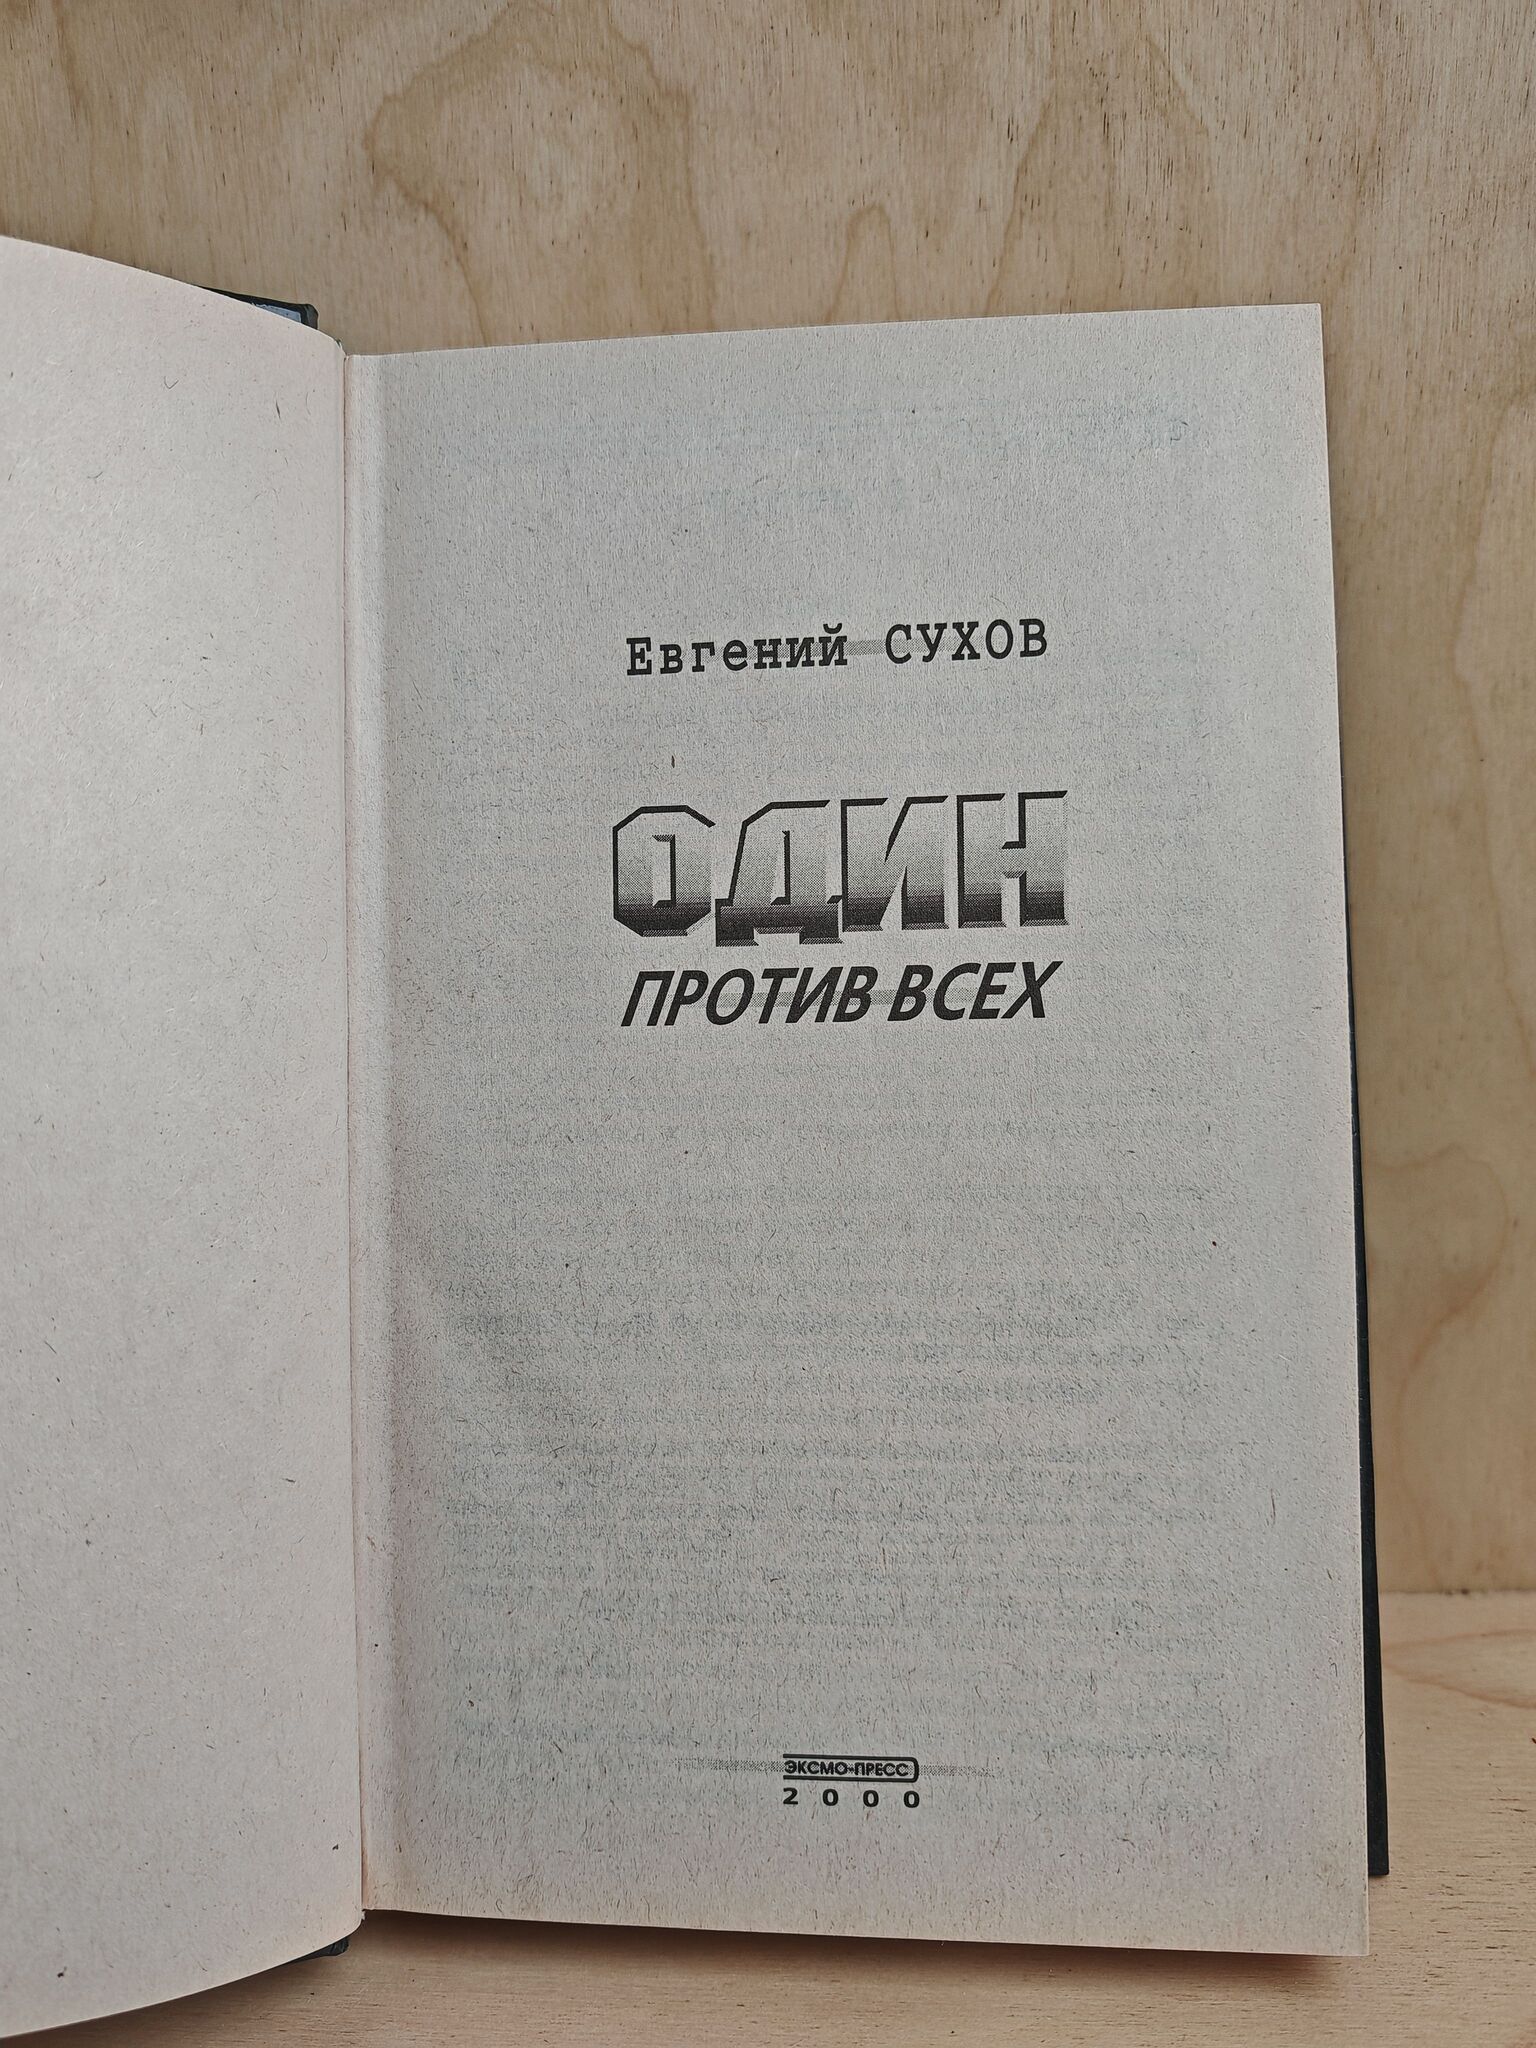 Евгений СУХОВ
ОДИН
ПРОТИВ ВСЕХ
ЭКСМО-ПРЕСС
2000